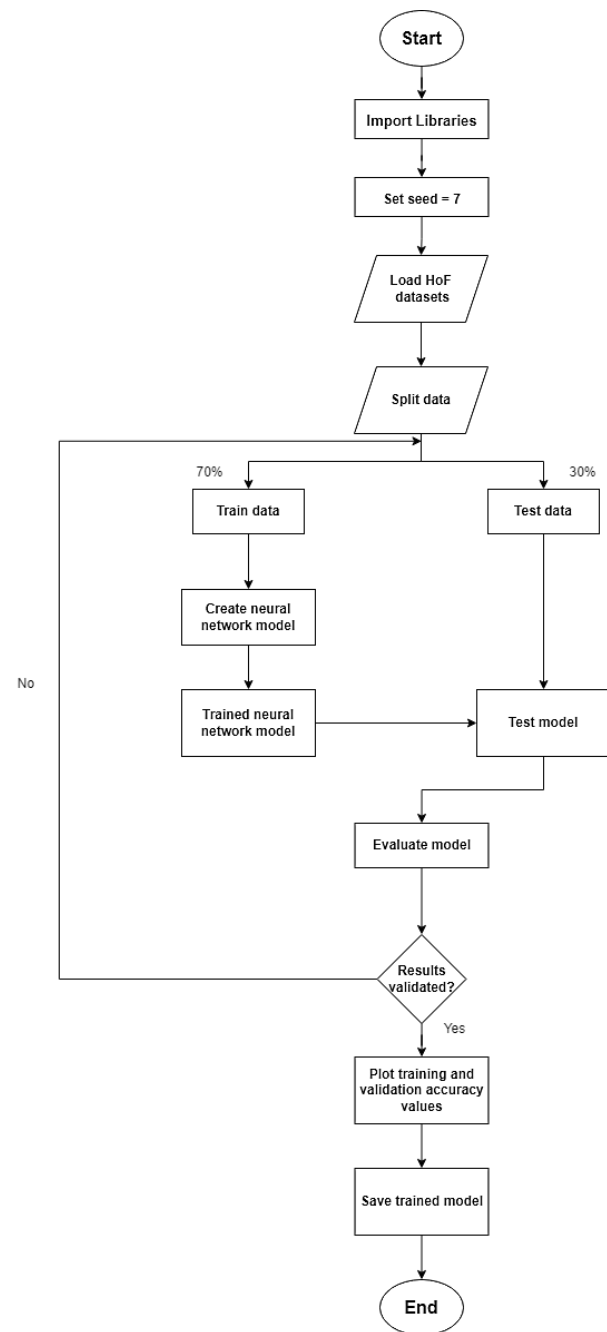 Start
Import Libraries
Set seed = 7
Load HoF
datasets
Split data
70%
30%
Train data
Test data
Create neural
network model
No
Trained neural
network model
Test model
Evaluate model
Results
validated?
Yes
Plot training and
validation accuracy
values
Save trained model
End